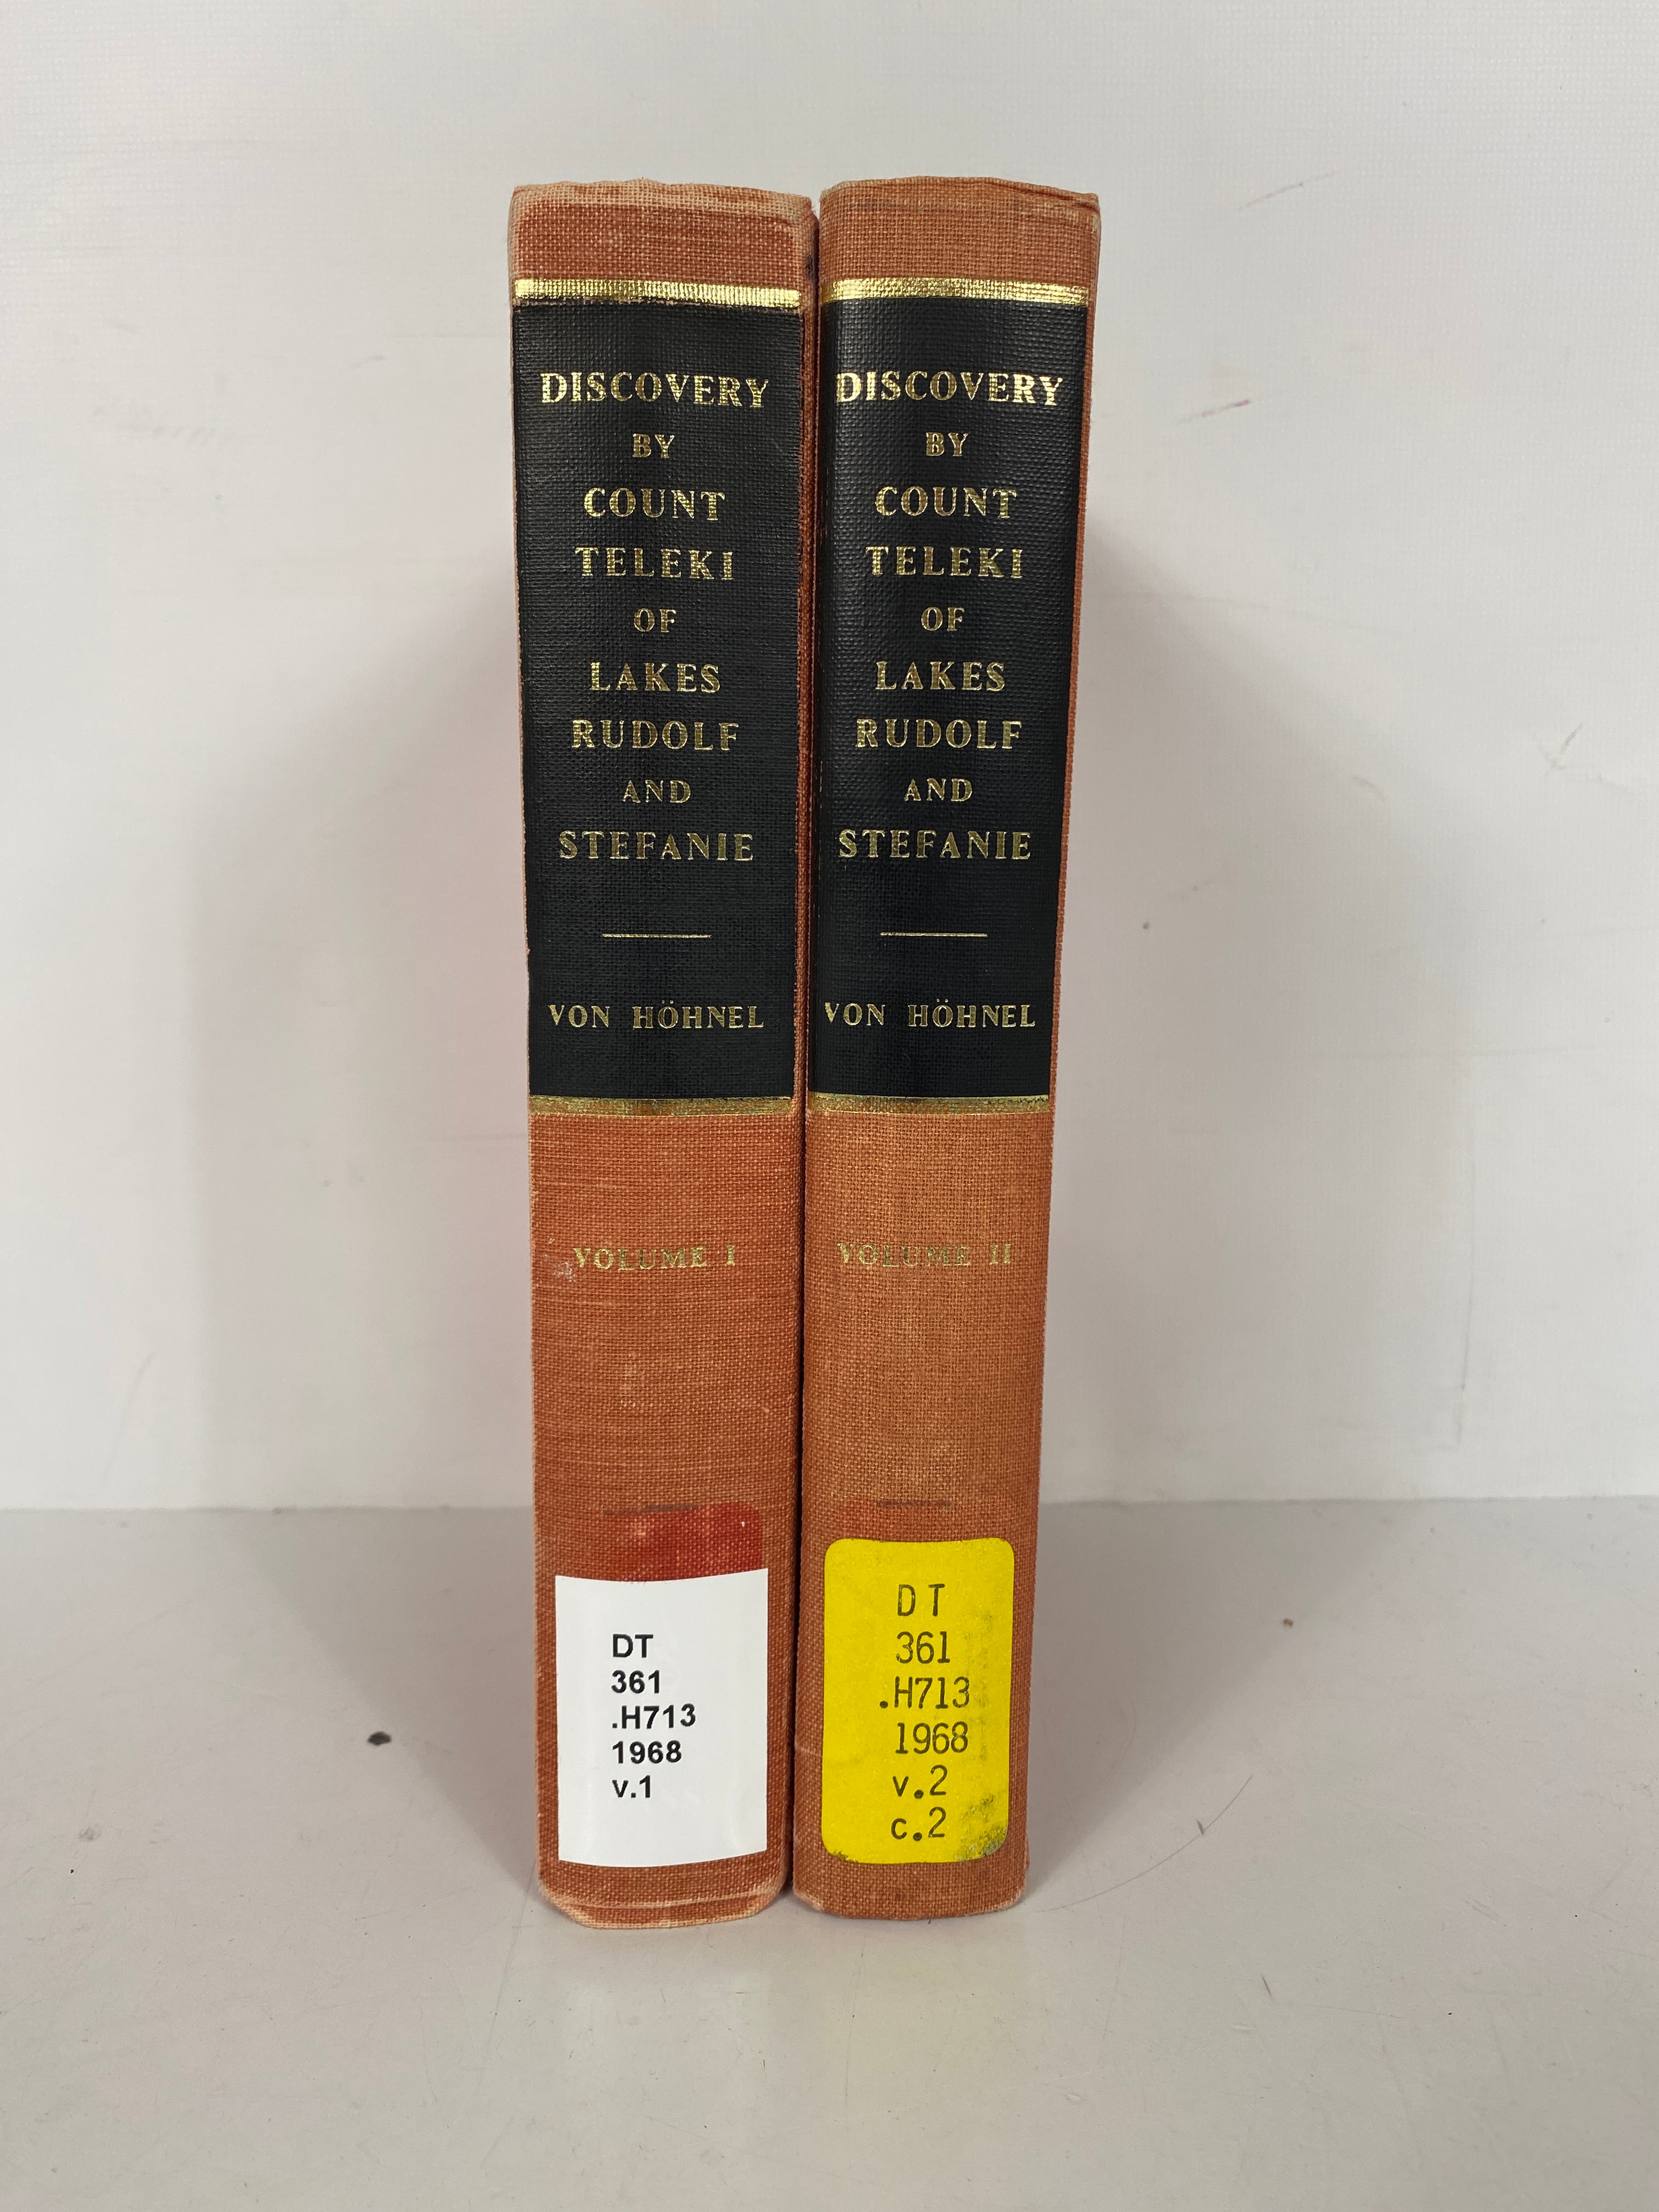 DISCOVERY
BY
COUNT
TELEKI
OF
LAKES
RUDOLF
AND
STEFANIE
VON HÖHNEL
VOLUME I
DT
361
.H713
1968
v.1
DISCOVERY
BY
COUNT
TELEKI
OF
LAKES
RUDOLF
AND
STEFANIE
VON HÖHNEL
VOLUME II
DT
361
.H713
1968
v.2
c.2